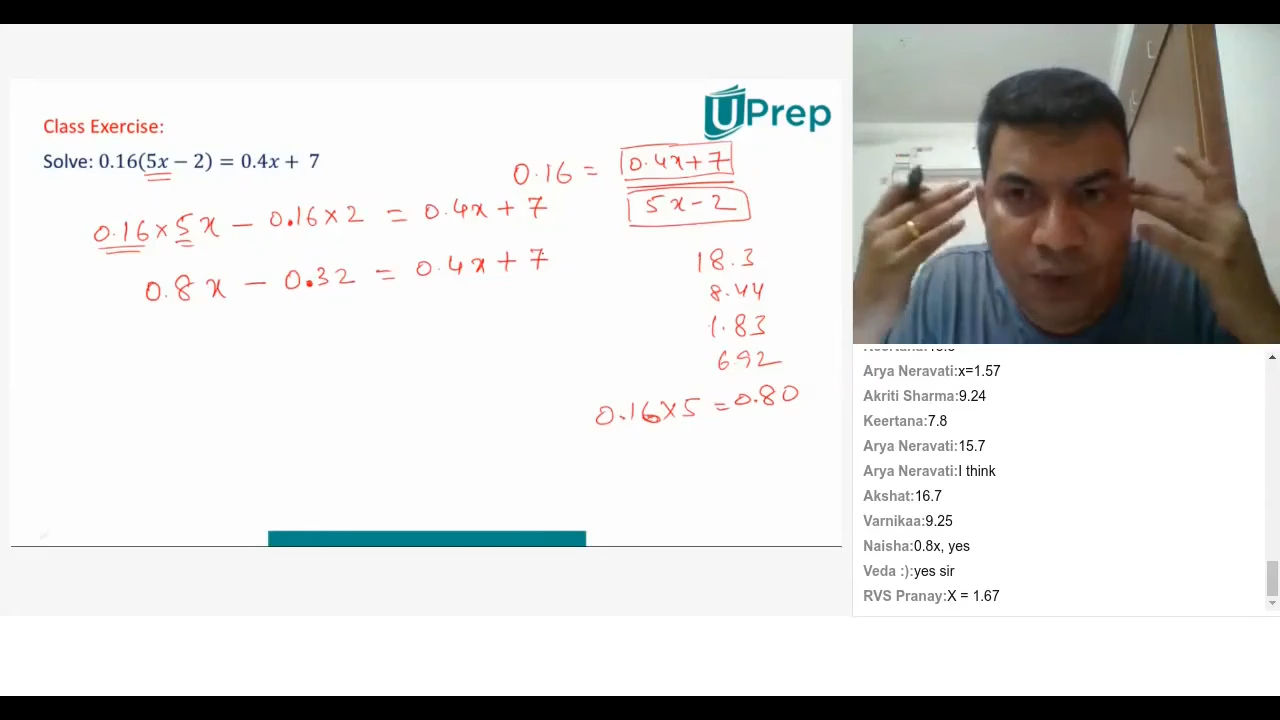 UPrep
Class Exercise:
Solve: 0.16(5x − 2) = 0.4x + 7
0.16 = 0.4x+7
5x−2
0.16×5x − 0.16×2 = 0.4x+7
0.8x − 0.32 = 0.4x+7
18.3
8.44
1.83
692
0.16×5 = 0.80
Arya Neravati:x=1.57
Akriti Sharma:9.24
Keertana:7.8
Arya Neravati:15.7
Arya Neravati:I think
Akshat:16.7
Varnikaa:9.25
Naisha:0.8x, yes
Veda :):yes sir
RVS Pranay:X = 1.67